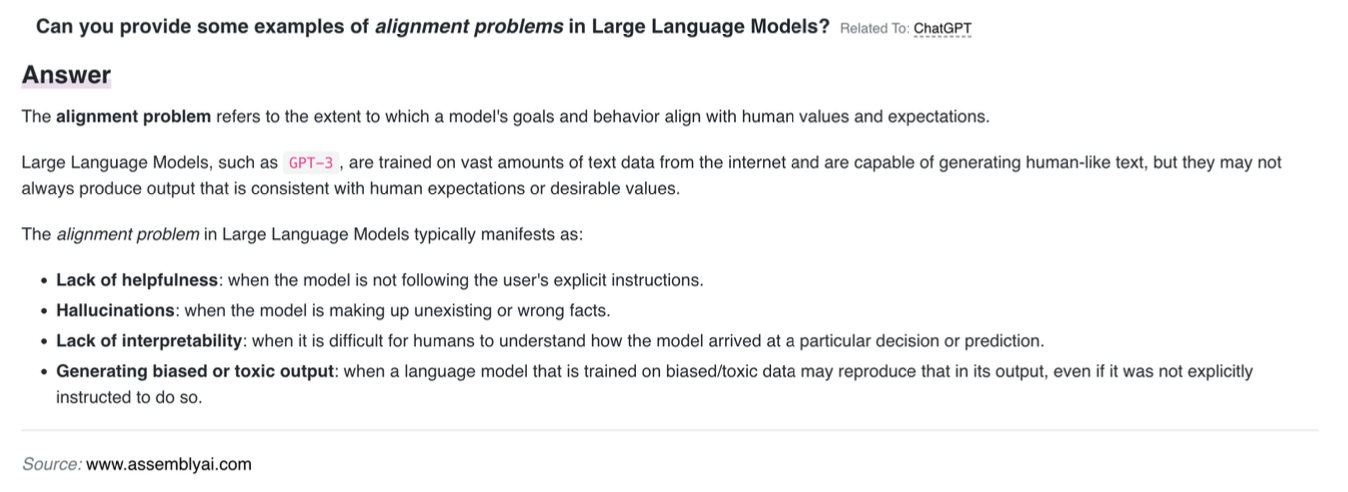 Can you provide some examples of alignment problems in Large Language Models? Related To: ChatGPT
Answer
The alignment problem refers to the extent to which a model's goals and behavior align with human values and expectations.
Large Language Models, such as GPT-3 , are trained on vast amounts of text data from the internet and are capable of generating human-like text, but they may not
always produce output that is consistent with human expectations or desirable values.
The alignment problem in Large Language Models typically manifests as:
• Lack of helpfulness: when the model is not following the user's explicit instructions.
• Hallucinations: when the model is making up unexisting or wrong facts.
• Lack of interpretability: when it is difficult for humans to understand how the model arrived at a particular decision or prediction.
• Generating biased or toxic output: when a language model that is trained on biased/toxic data may reproduce that in its output, even if it was not explicitly
instructed to do so.
Source: www.assemblyai.com